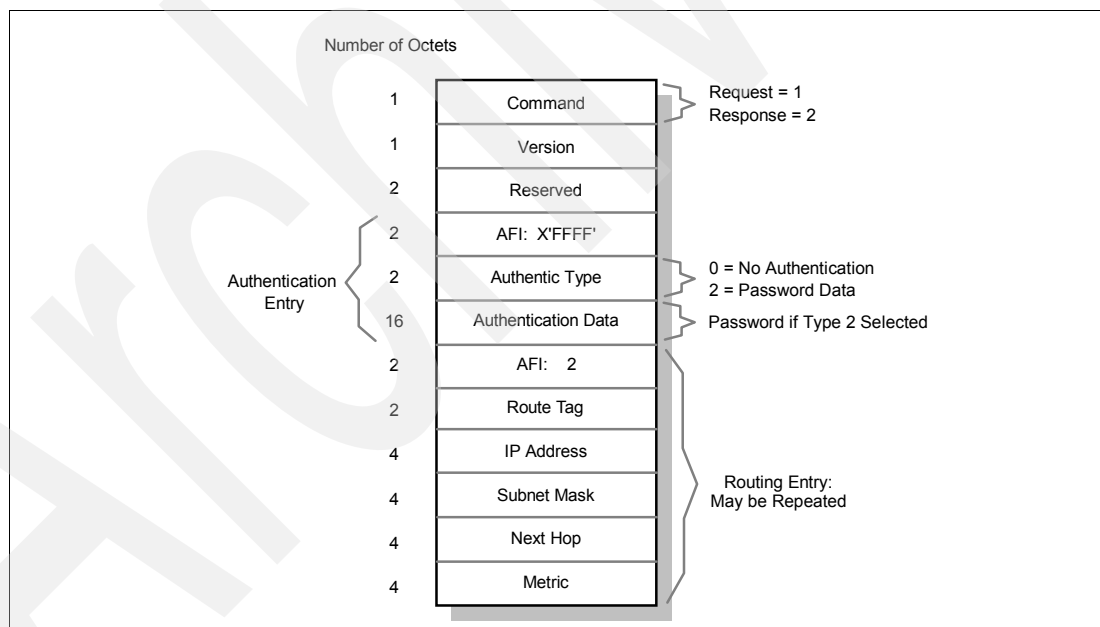 Number of Octets
1
Command
Request = 1
Response = 2
1
Version
2
Reserved
2
AFI: X'FFFF'
Authentication
Entry
2
Authentic Type
0 = No Authentication
2 = Password Data
16
Authentication Data
Password if Type 2 Selected
2
AFI: 2
2
Route Tag
4
IP Address
4
Subnet Mask
Routing Entry:
May be Repeated
4
Next Hop
4
Metric